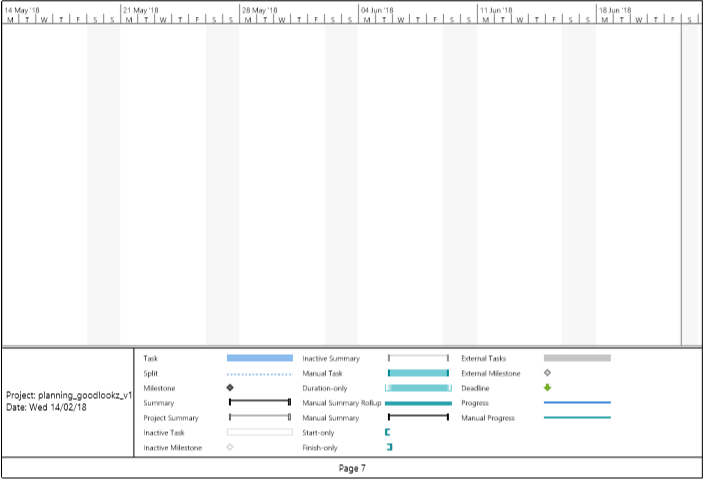 14 May '18 21 May '18 28 May '18 04 Jun '18 11 Jun '18 18 Jun '18
M T W T F S S M T W T F S S M T W T F S S M T W T F S S M T W T F S S M T W T F S
Task Inactive Summary External Tasks
Split Manual Task External Milestone
Milestone Duration-only Deadline
Project: planning_goodlookz_v1 Summary Manual Summary Rollup Progress
Date: Wed 14/02/18 Project Summary Manual Summary Manual Progress
Inactive Task Start-only
Inactive Milestone Finish-only
Page 7